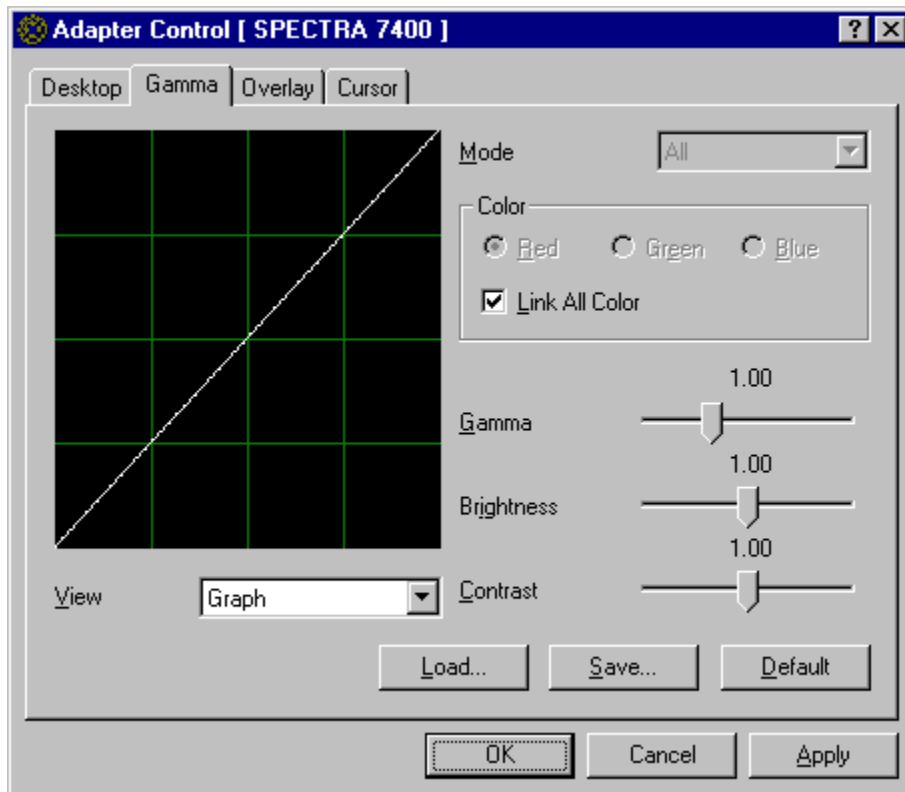 Adapter Control [ SPECTRA 7400 ]
Desktop Gamma Overlay Cursor
Mode All
Color
Red Green Blue
Link All Color
1.00
Gamma
1.00
Brightness
1.00
Contrast
View Graph
Load... Save... Default
OK Cancel Apply